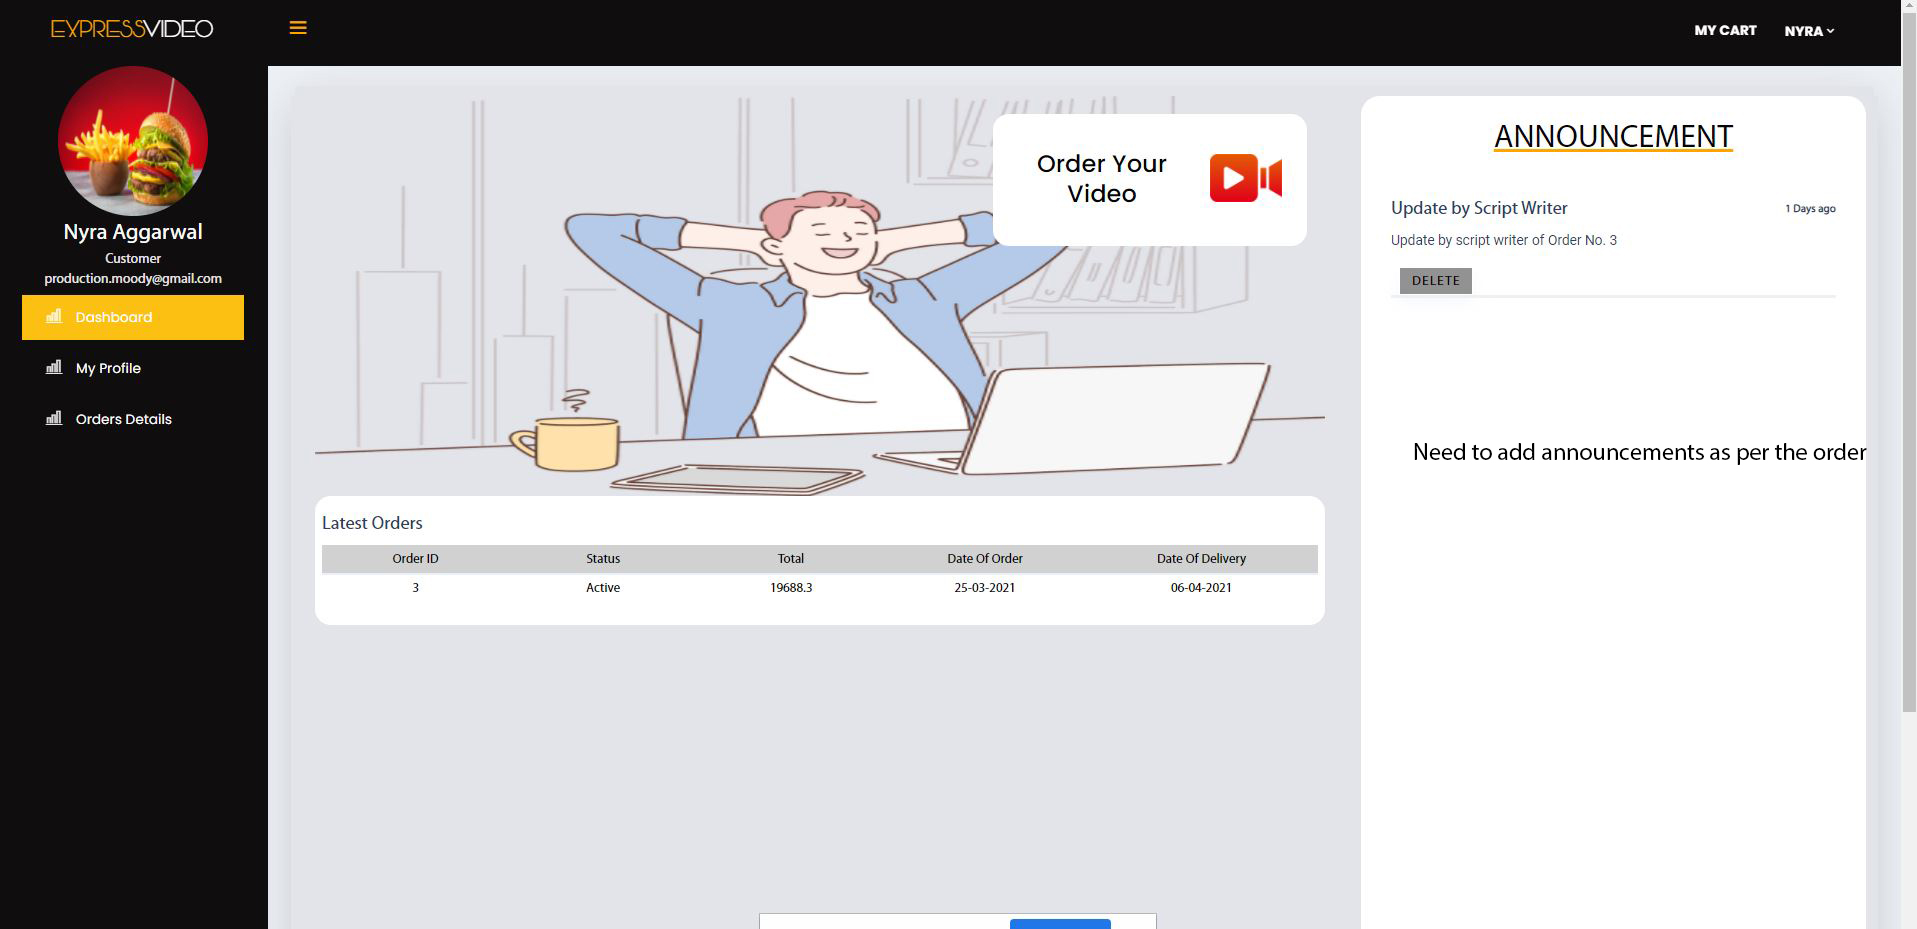 EXPRESSVIDEO
MY CART
NYRA
Nyra Aggarwal
Customer
production.moody@gmail.com
Dashboard
My Profile
Orders Details
Order Your
Video
Latest Orders
Order ID Status Total Date Of Order Date Of Delivery
3 Active 19688.3 25-03-2021 06-04-2021
ANNOUNCEMENT
Update by Script Writer 1 Days ago
Update by script writer of Order No. 3
DELETE
Need to add announcements as per the order